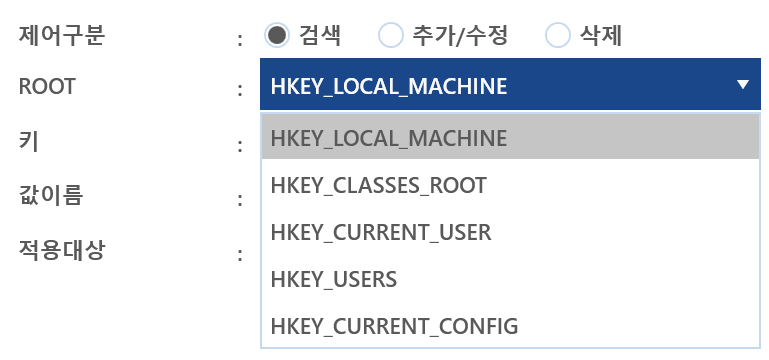 제어구분 : 검색 추가/수정 삭제
ROOT : HKEY_LOCAL_MACHINE
키 : HKEY_LOCAL_MACHINE
값이름 : HKEY_CLASSES_ROOT
HKEY_CURRENT_USER
적용대상 :
HKEY_USERS
HKEY_CURRENT_CONFIG